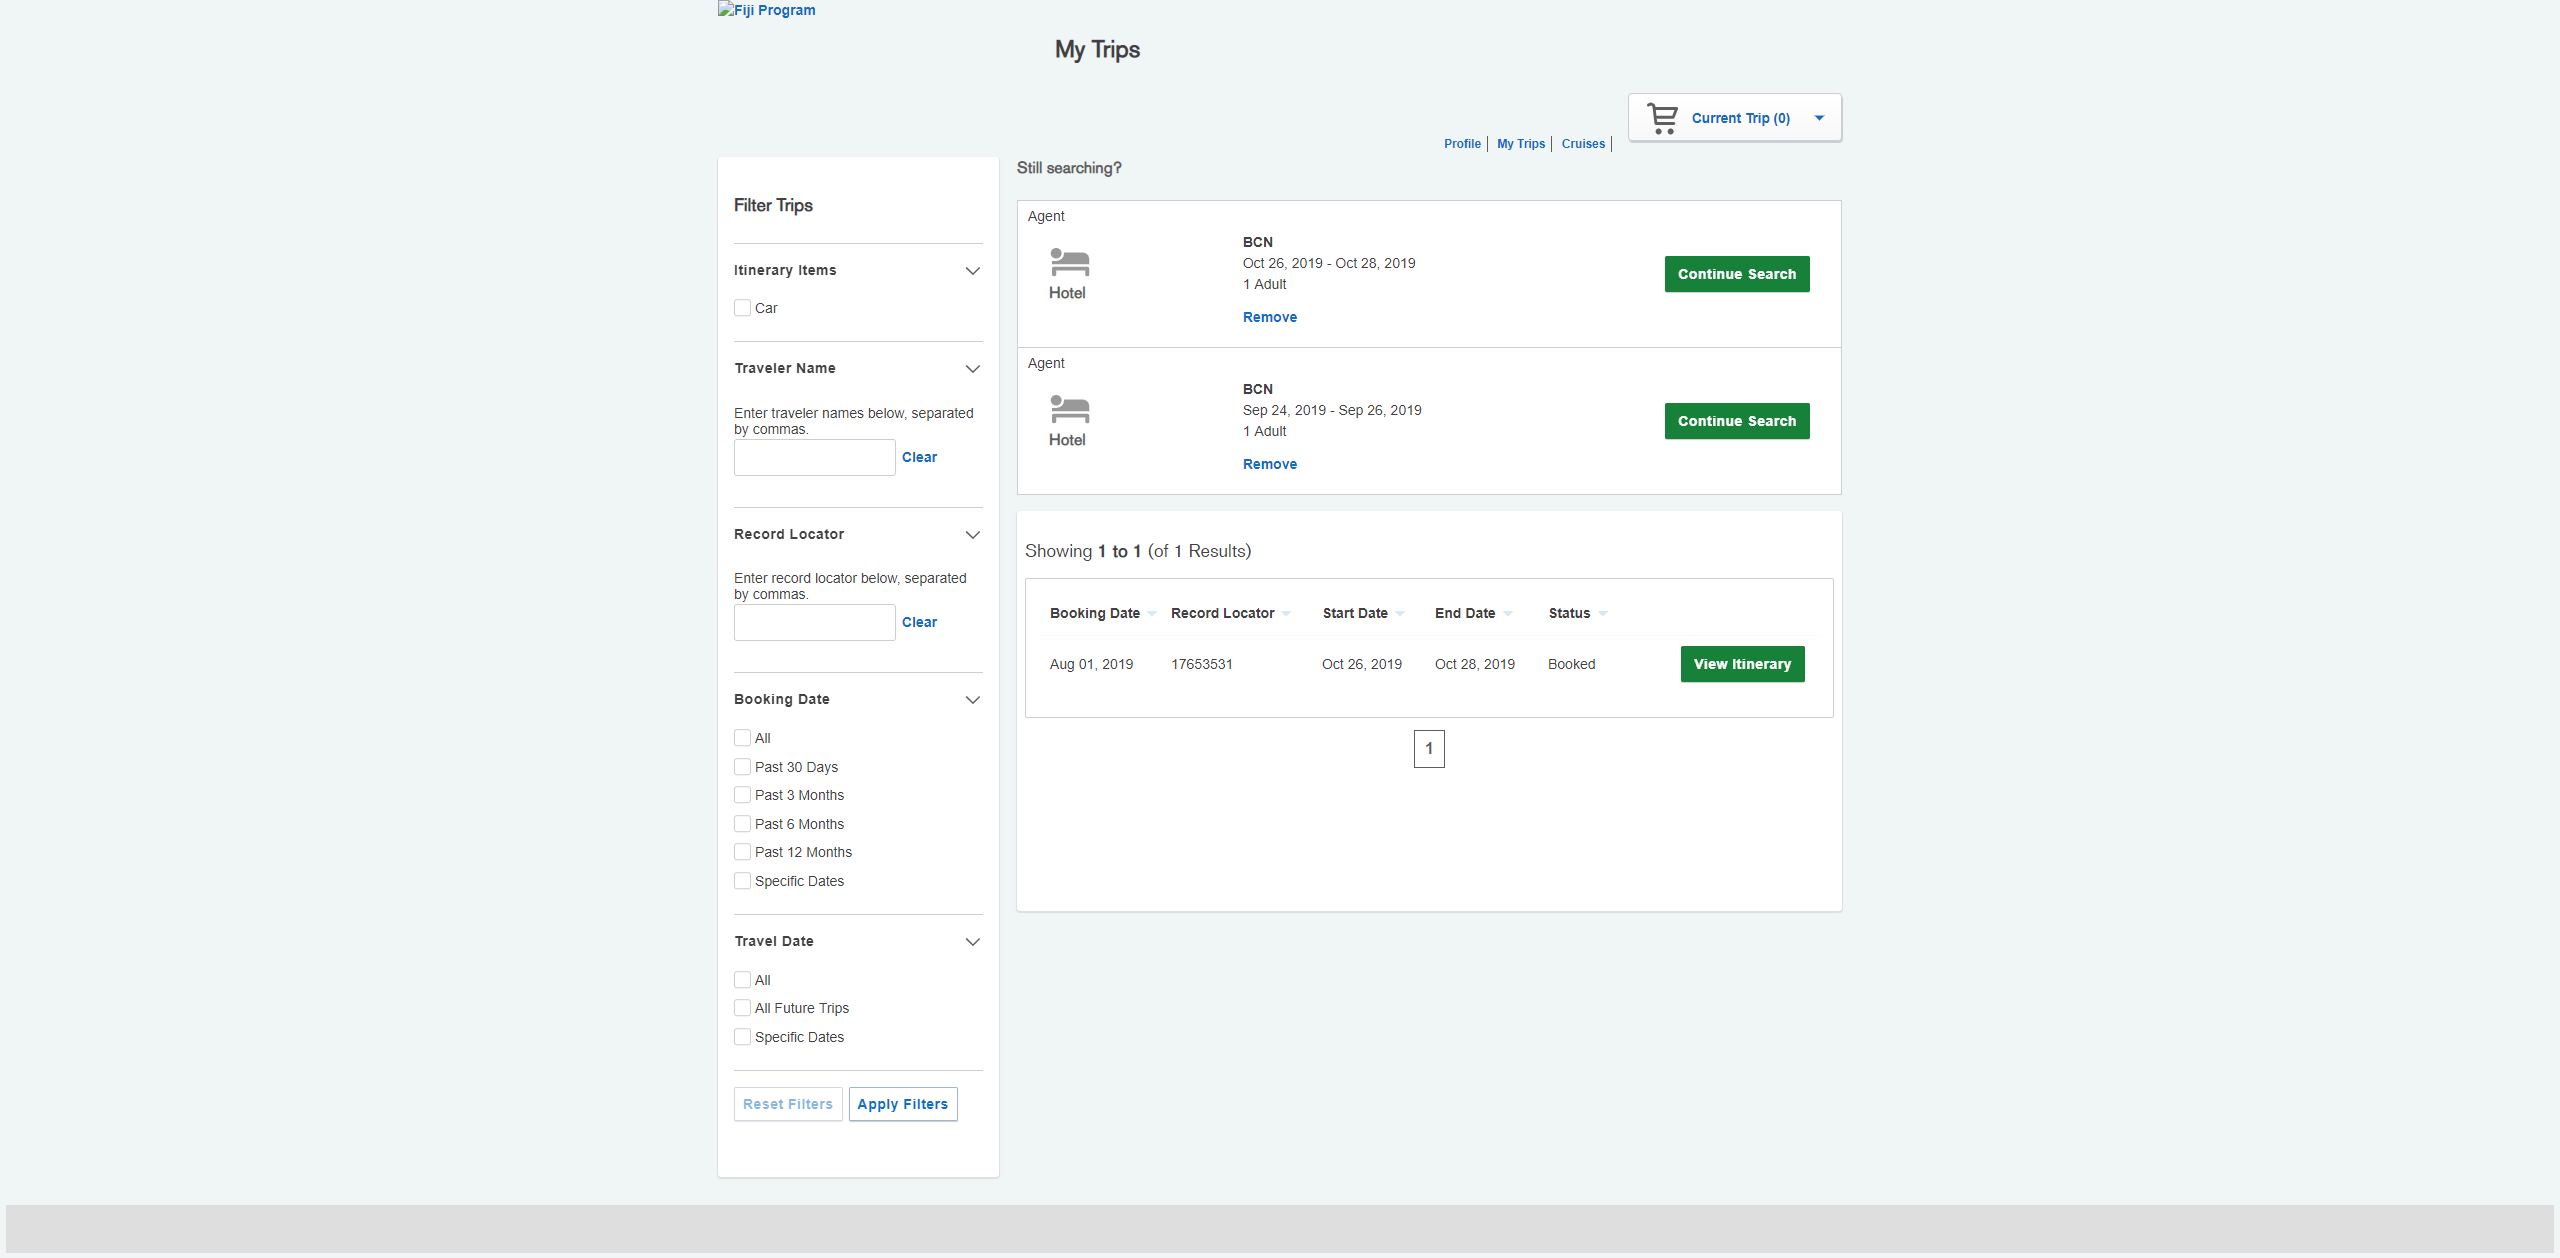 Fiji Program
My Trips
Current Trip (0)
Profile
My Trips
Cruises
Filter Trips
Itinerary Items
Car
Traveler Name
Enter traveler names below, separated
by commas.
Clear
Record Locator
Enter record locator below, separated
by commas.
Clear
Booking Date
All
Past 30 Days
Past 3 Months
Past 6 Months
Past 12 Months
Specific Dates
Travel Date
All
All Future Trips
Specific Dates
Reset Filters Apply Filters
Still searching?
Agent
Hotel
BCN
Oct 26, 2019 - Oct 28, 2019
1 Adult
Remove
Continue Search
Agent
Hotel
BCN
Sep 24, 2019 - Sep 26, 2019
1 Adult
Remove
Continue Search
Showing 1 to 1 (of 1 Results)
Booking Date Record Locator Start Date End Date Status
Aug 01, 2019 17653531 Oct 26, 2019 Oct 28, 2019 Booked View Itinerary
1